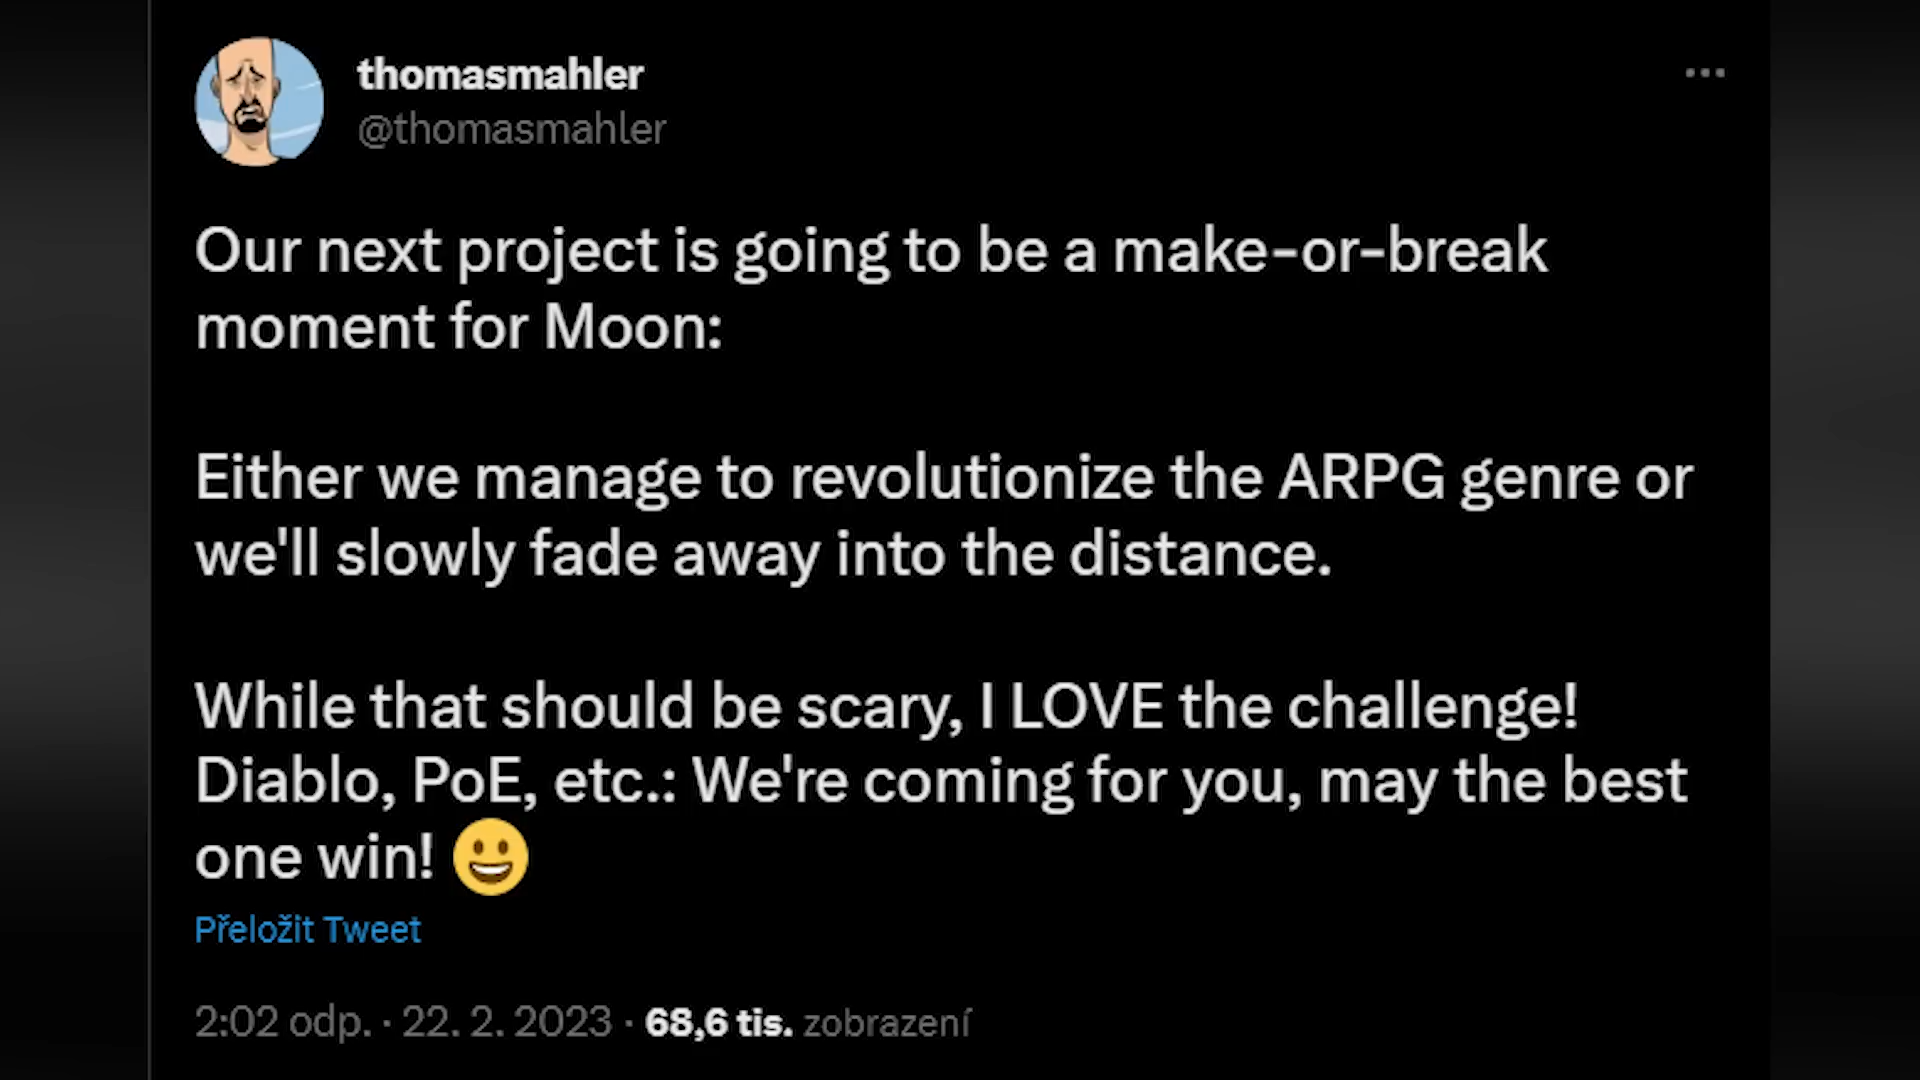 thomasmahler
@thomasmahler
Our next project is going to be a make-or-break
moment for Moon:
Either we manage to revolutionize the ARPG genre or
we'll slowly fade away into the distance.
While that should be scary, I LOVE the challenge!
Diablo, PoE, etc.: We're coming for you, may the best
one win! 😀
Přeložit Tweet
2:02 odp. · 22. 2. 2023 · 68,6 tis. zobrazení